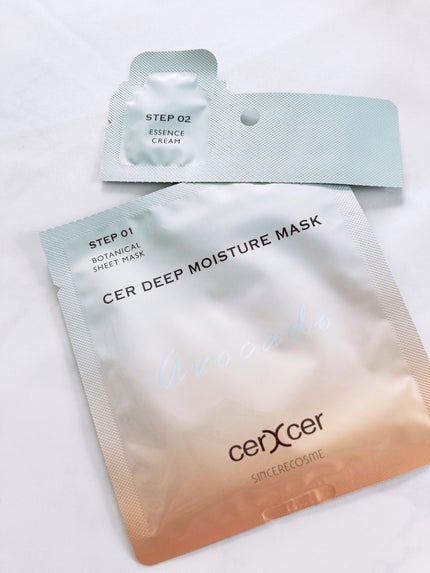 STEP 02
ESSENCE
CREAM
STEP 01
BOTANICAL
SHEET MASK
CER DEEP MOISTURE MASK
Avocado
cerXcer
SINCERECOSME